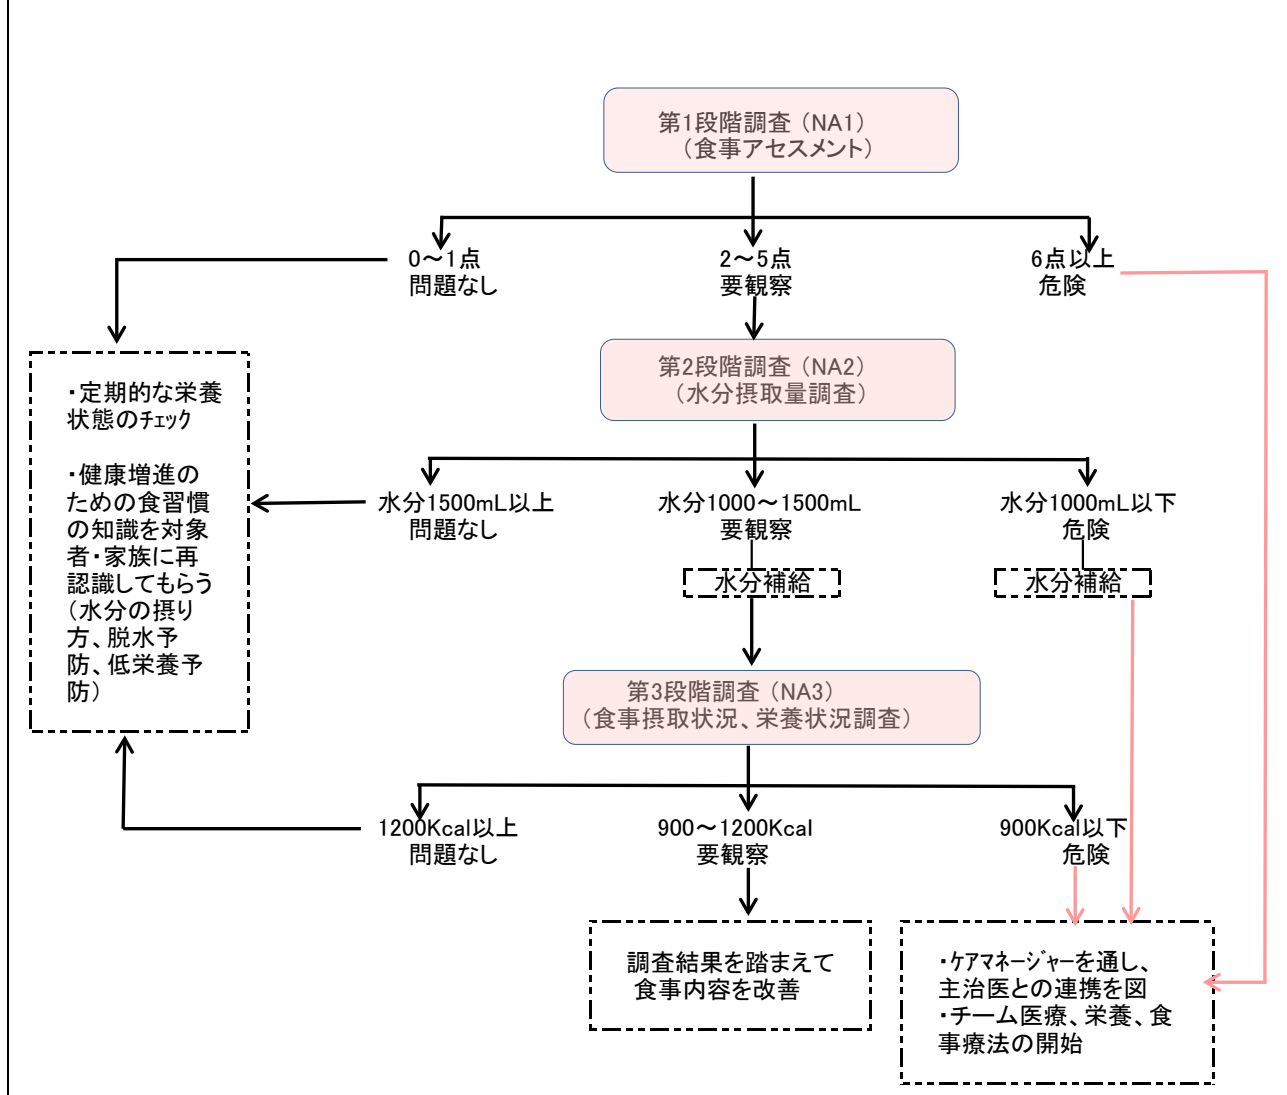 第1段階調査（NA1）
（食事アセスメント）
0～1点
問題なし
2～5点
要観察
6点以上
危険
第2段階調査（NA2）
（水分摂取量調査）
・定期的な栄養
状態のﾁｪｯｸ
・健康増進の
ための食習慣
の知識を対象
者・家族に再
認識してもらう
（水分の摂り
方、脱水予
防、低栄養予
防）
水分1500mL以上
問題なし
水分1000～1500mL
要観察
水分1000mL以下
危険
水分補給
水分補給
第3段階調査（NA3）
（食事摂取状況、栄養状況調査）
1200Kcal以上
問題なし
900～1200Kcal
要観察
900Kcal以下
危険
調査結果を踏まえて
食事内容を改善
・ｹｱﾏﾈｰｼﾞｬｰを通し、
主治医との連携を図
・チーム医療、栄養、食
事療法の開始